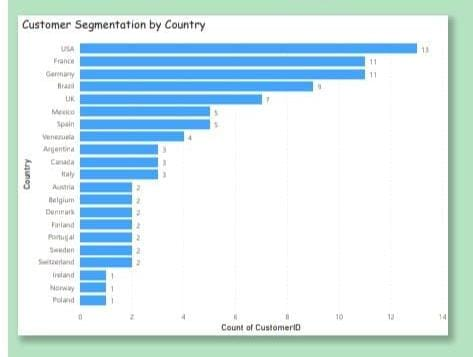 Customer Segmentation by Country
USA 13
France 11
Germany 11
Brazil 9
UK 7
Mexico 5
Spain 5
Venezuela 4
Argentina 3
Canada 3
Italy 3
Austria 2
Belgium 2
Denmark 2
Finland 2
Portugal 2
Sweden 2
Switzerland 2
Ireland 1
Norway 1
Poland 1
Country
0 2 4 6 8 10 12 14
Count of CustomerID